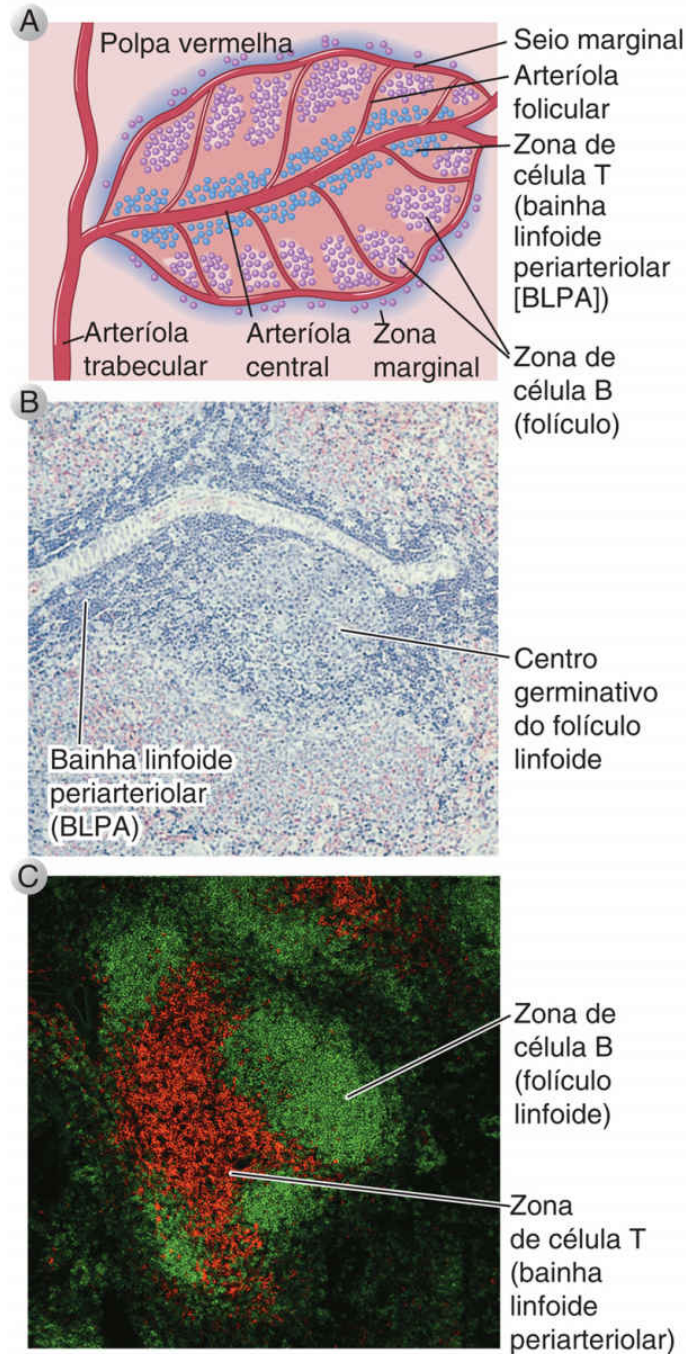 A
Polpa vermelha
Seio marginal
Arteríola
folicular
Zona de
célula T
(bainha
linfoide
periarteriolar
[BLPA])
Arteríola
trabecular
Arteríola
central
Zona
marginal
Zona de
célula B
(folículo)
B
Centro
germinativo
do folículo
linfoide
Bainha linfoide
periarteriolar
(BLPA)
C
Zona de
célula B
(folículo
linfoide)
Zona
de célula T
(bainha
linfoide
periarteriolar)